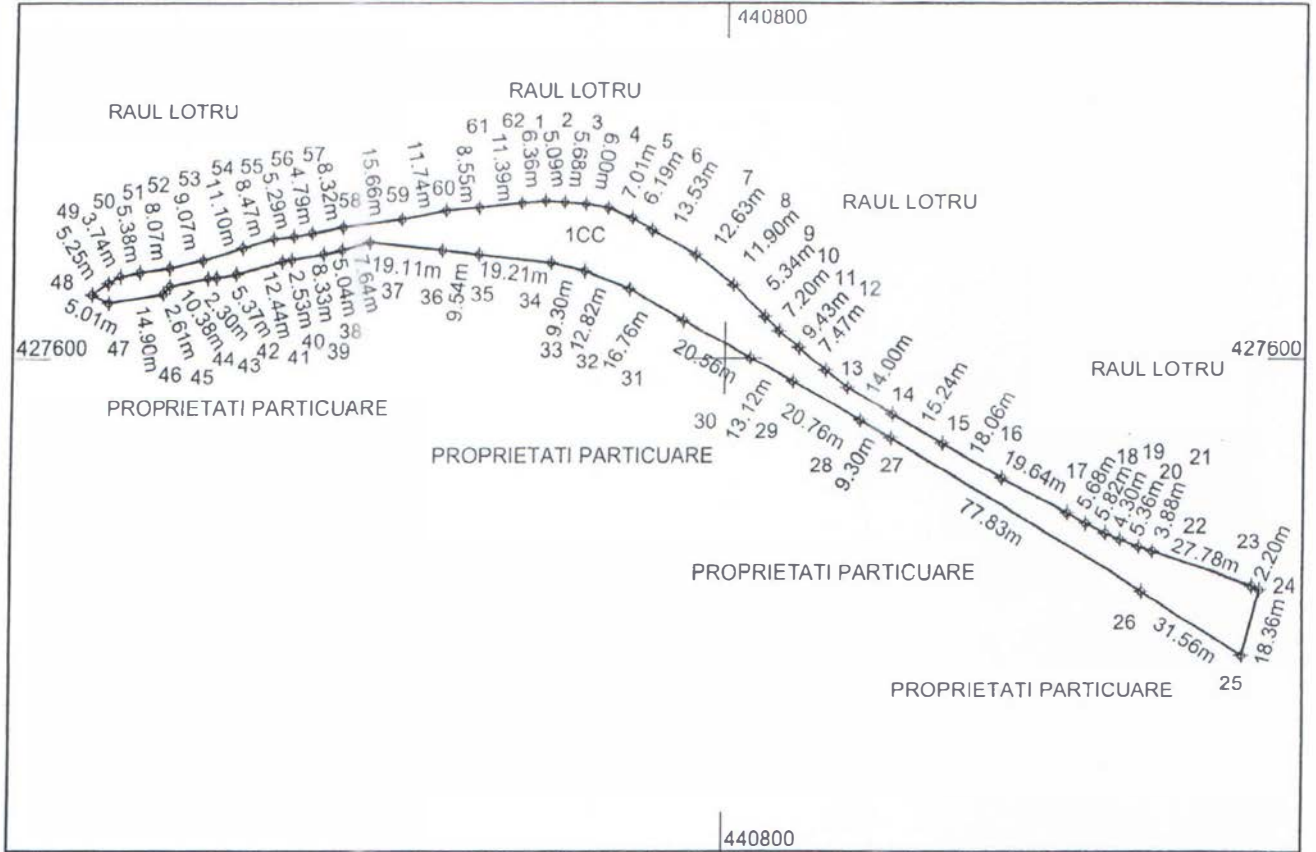 440800
RAUL LOTRU
RAUL LOTRU
RAUL LOTRU
RAUL LOTRU
49 50 51 52 53 54 55 56 57 58 59 60 61 62 1 2 3 4 5 6 7 8 9 10 11 12 13 14 15 16 17 18 19 20 21 22 23 24
5.25m
3.74m
5.38m
8.07m
9.07m
11.10m
8.47m
5.29m
4.79m
8.32m
15.66m
11.74m
8.55m
11.39m
6.36m
5.09m
5.68m
6.00m
7.01m
6.19m
13.53m
12.63m
11.90m
5.34m
7.20m
9.43m
7.47m
14.00m
15.24m
18.06m
19.64m
5.68m
5.82m
4.30m
5.36m
3.88m
27.78m
2.20m
18.36m
1CC
48
5.01m
47
14.90m
46
2.61m
45
10.38m
44
2.30m
43
5.37m
42
12.44m
41
2.53m
40
8.33m
39
5.04m
38
7.64m
37
19.11m
36
9.54m
35
19.21m
34
9.30m
33
12.82m
32
16.76m
31
20.56m
30
13.12m
29
20.76m
28
9.30m
27
77.83m
26
31.56m
25
427600
427600
PROPRIETATI PARTICUARE
PROPRIETATI PARTICUARE
PROPRIETATI PARTICUARE
PROPRIETATI PARTICUARE
440800